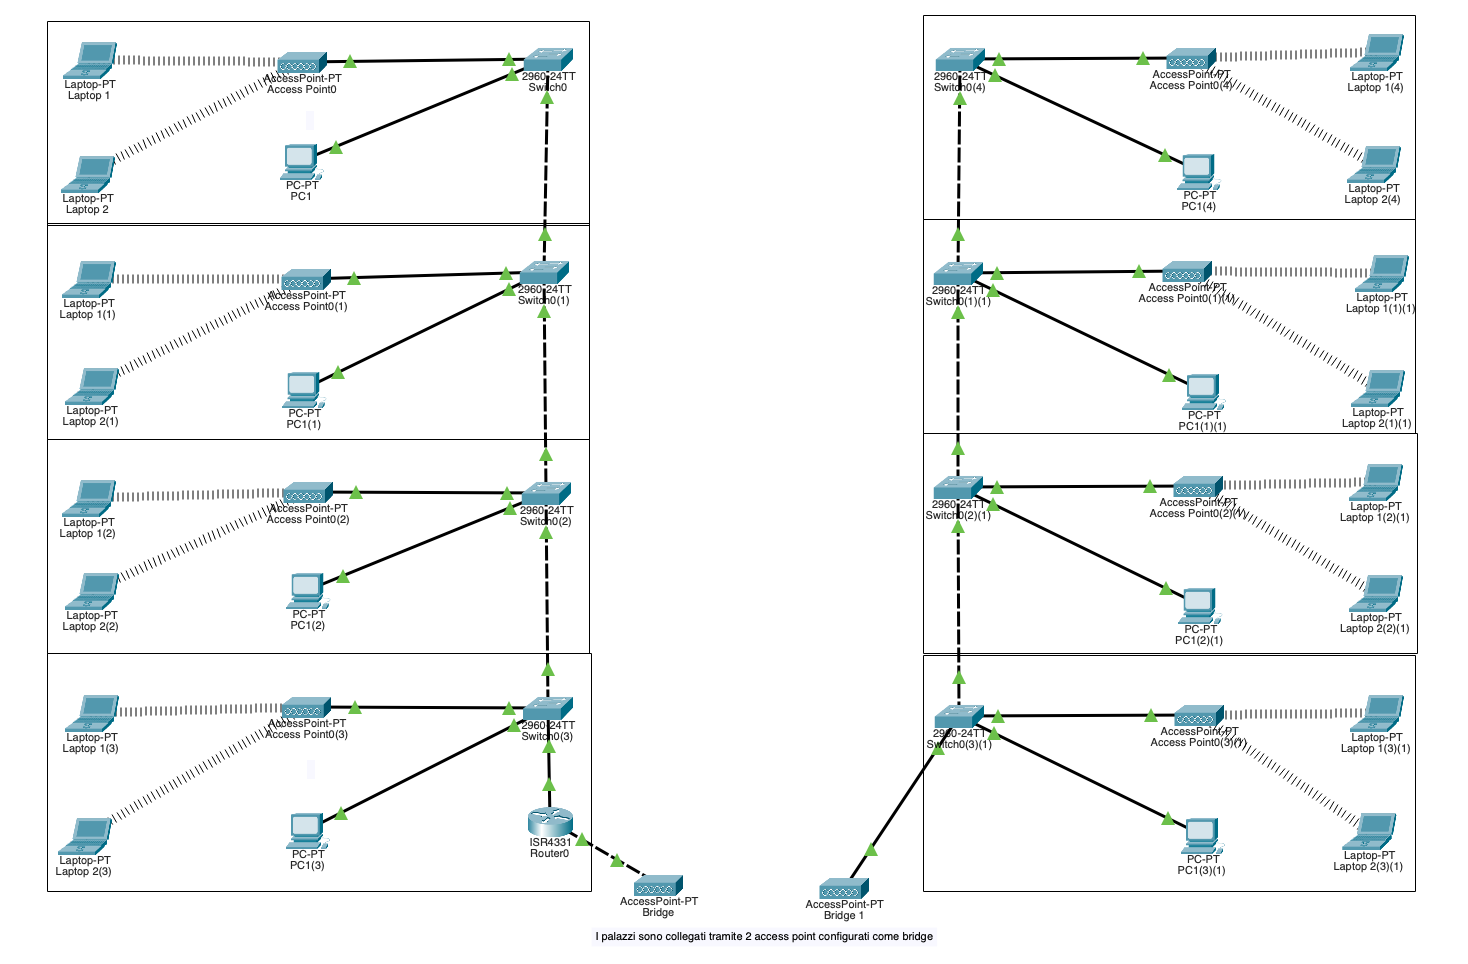 Laptop-PT
Laptop 1
AccessPoint-PT
Access Point0
2960-24TT
Switch0
Laptop-PT
Laptop 2
PC-PT
PC1
Laptop-PT
Laptop 1(1)
AccessPoint-PT
Access Point0(1)
2960-24TT
Switch0(1)
Laptop-PT
Laptop 2(1)
PC-PT
PC1(1)
Laptop-PT
Laptop 1(2)
AccessPoint-PT
Access Point0(2)
2960-24TT
Switch0(2)
Laptop-PT
Laptop 2(2)
PC-PT
PC1(2)
Laptop-PT
Laptop 1(3)
AccessPoint-PT
Access Point0(3)
2960-24TT
Switch0(3)
Laptop-PT
Laptop 2(3)
PC-PT
PC1(3)
ISR4331
Router0
AccessPoint-PT
Bridge
2960-24TT
Switch0(4)
AccessPoint-PT
Access Point0(4)
Laptop-PT
Laptop 1(4)
PC-PT
PC1(4)
Laptop-PT
Laptop 2(4)
2960-24TT
Switch0(1)(1)
AccessPoint-PT
Access Point0(1)(1)
Laptop-PT
Laptop 1(1)(1)
PC-PT
PC1(1)(1)
Laptop-PT
Laptop 2(1)(1)
2960-24TT
Switch0(2)(1)
AccessPoint-PT
Access Point0(2)(1)
Laptop-PT
Laptop 1(2)(1)
PC-PT
PC1(2)(1)
Laptop-PT
Laptop 2(2)(1)
2960-24TT
Switch0(3)(1)
AccessPoint-PT
Access Point0(3)(1)
Laptop-PT
Laptop 1(3)(1)
PC-PT
PC1(3)(1)
Laptop-PT
Laptop 2(3)(1)
AccessPoint-PT
Bridge 1
I palazzi sono collegati tramite 2 access point configurati come bridge